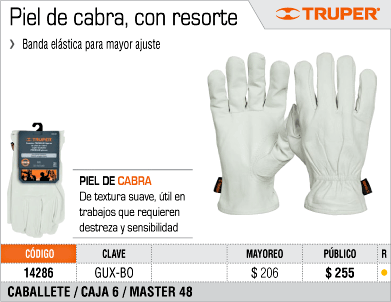 Piel de cabra, con resorte
TRUPER
Banda elástica para mayor ajuste
TRUPER
PIEL DE CABRA
De textura suave, útil en
trabajos que requieren
destreza y sensibilidad
CÓDIGO CLAVE MAYOREO PÚBLICO R
14286 GUX-BO $ 206 $ 255
CABALLETE / CAJA 6 / MASTER 48